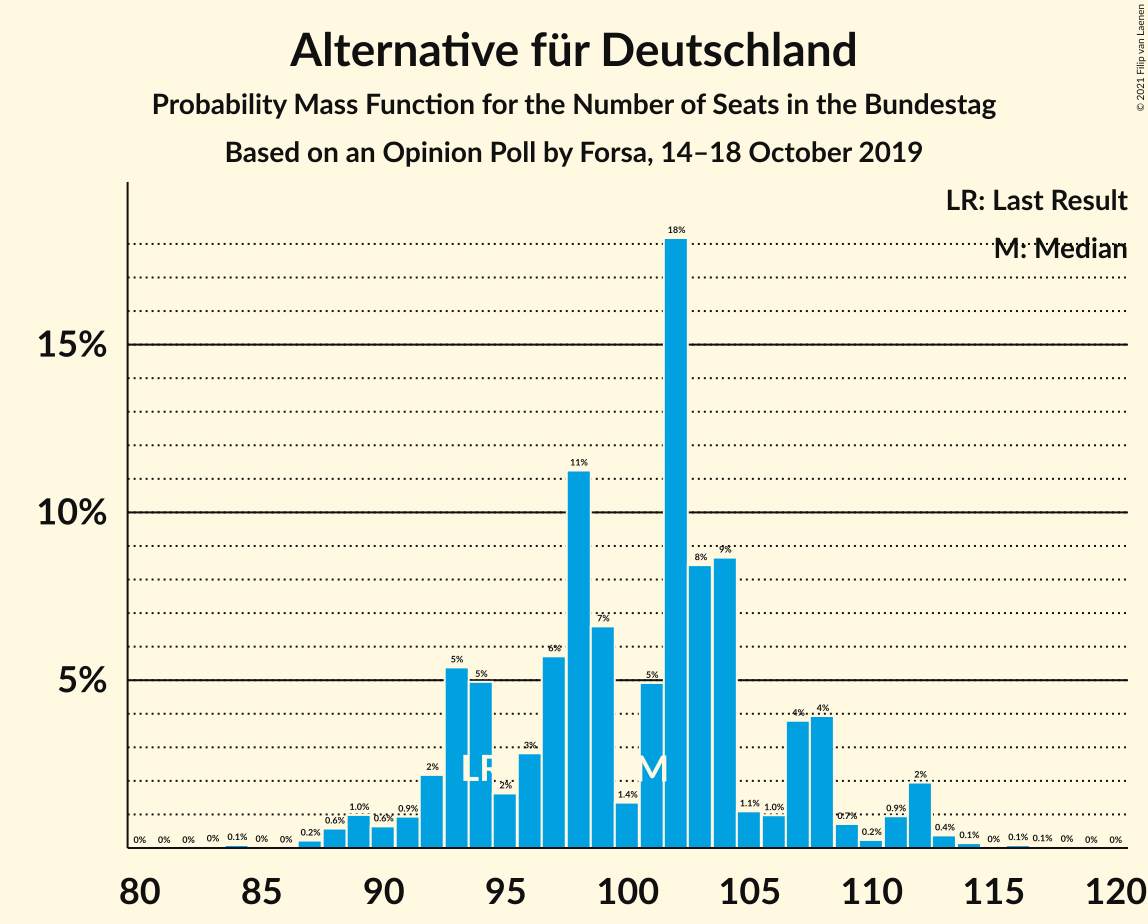 Alternative für Deutschland
Probability Mass Function for the Number of Seats in the Bundestag
Based on an Opinion Poll by Forsa, 14–18 October 2019
© 2021 Filip van Laenen
LR: Last Result
M: Median
15%
10%
5%
0% 0% 0% 0% 0.1% 0% 0% 0.2% 0.6% 1.0% 0.6% 0.9% 2% 5% 5% 2% 3% 6% 11% 7% 1.4% 5% 18% 8% 9% 1.1% 1.0% 4% 4% 0.7% 0.2% 0.9% 2% 0.4% 0.1% 0% 0.1% 0.1% 0% 0% 0%
LR M
80 85 90 95 100 105 110 115 120